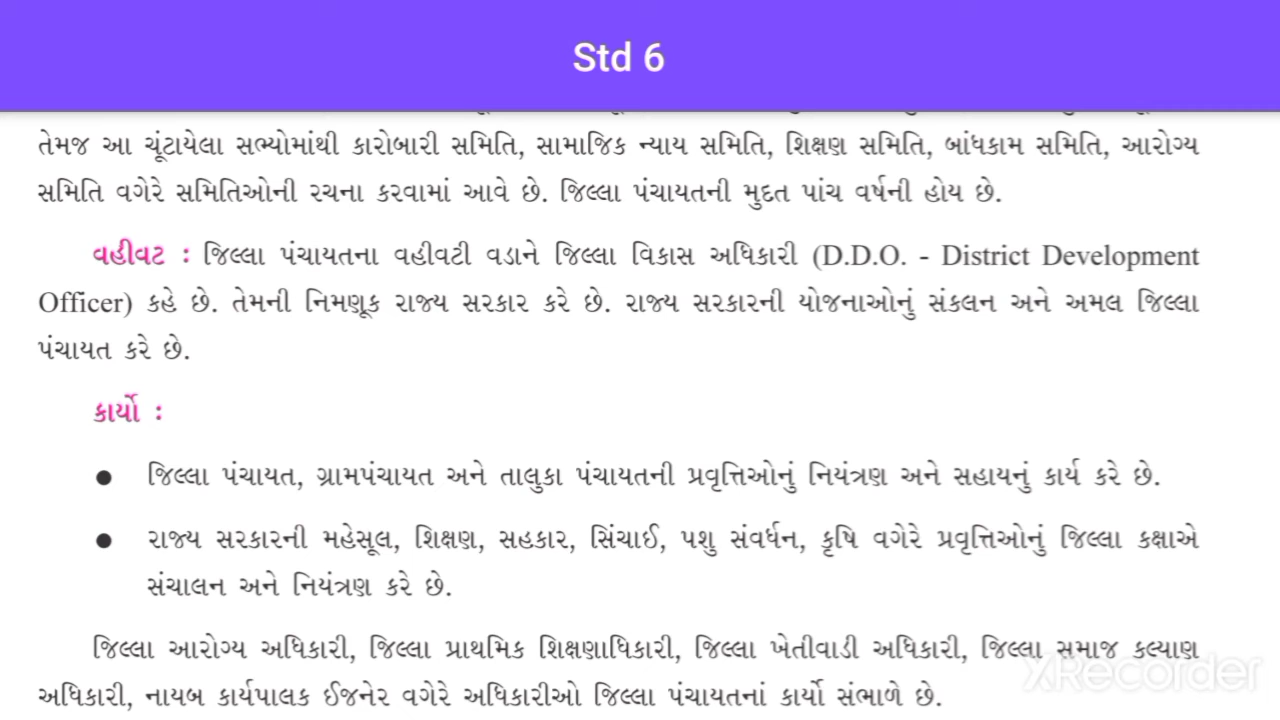 Std 6
તેમજ આ ચૂંટાયેલા સભ્યોમાંથી કારોબારી સમિતિ, સામાજિક ન્યાય સમિતિ, શિક્ષણ સમિતિ, બાંધકામ સમિતિ, આરોગ્ય
સમિતિ વગેરે સમિતિઓની રચના કરવામાં આવે છે. જિલ્લા પંચાયતની મુદત પાંચ વર્ષની હોય છે.
વહીવટ : જિલ્લા પંચાયતના વહીવટી વડાને જિલ્લા વિકાસ અધિકારી (D.D.O. - District Development
Officer) કહે છે. તેમની નિમણૂક રાજ્ય સરકાર કરે છે. રાજ્ય સરકારની યોજનાઓનું સંકલન અને અમલ જિલ્લા
પંચાયત કરે છે.
કાર્યો :
● જિલ્લા પંચાયત, ગ્રામપંચાયત અને તાલુકા પંચાયતની પ્રવૃત્તિઓનું નિયંત્રણ અને સહાયનું કાર્ય કરે છે.
● રાજ્ય સરકારની મહેસૂલ, શિક્ષણ, સહકાર, સિંચાઈ, પશુ સંવર્ધન, કૃષિ વગેરે પ્રવૃત્તિઓનું જિલ્લા કક્ષાએ
સંચાલન અને નિયંત્રણ કરે છે.
જિલ્લા આરોગ્ય અધિકારી, જિલ્લા પ્રાથમિક શિક્ષણાધિકારી, જિલ્લા ખેતીવાડી અધિકારી, જિલ્લા સમાજ કલ્યાણ
અધિકારી, નાયબ કાર્યપાલક ઈજનેર વગેરે અધિકારીઓ જિલ્લા પંચાયતનાં કાર્યો સંભાળે છે.
XRecorder